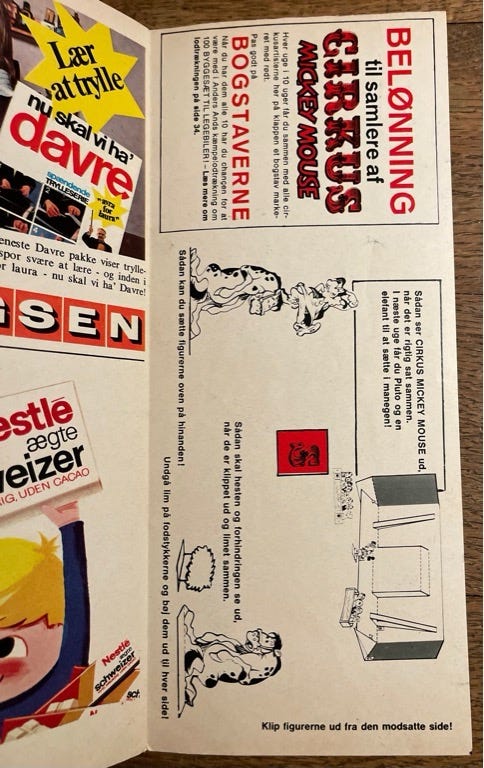 Lær
at trylle
nu skal vi ha'
davre
spændende
TRYLLESERIE
for
laura"
eneste Davre pakke viser trylle-
spor svære at lære - og inden i
r laura - nu skal vi ha' Davre!
GSEN
estlé
ægte
weizer
RIG, UDEN CACAO
Nestlé
ægte
schweizer
BELØNNING
til samlere af
CIRKUS
MICKEY MOUSE
Hver uge i 10 uger får du sammen med alle cir-
kusartisterne her på klappen et bogstav marke-
ret med rødt.
Pas godt på
BOGSTAVERNE
Når du har dem alle 10 har du chancen for at
være med i Anders Ands kæmpelodtrækning om
100 BYGGESÆT TIL LEGEBILER! – Læs mere om
lodtrækningen på side 34.
Sådan ser CIRKUS MICKEY MOUSE ud,
når det er rigtig sat sammen.
I næste uge får du Pluto og en
elefant til at sætte i manegen!
Sådan kan du sætte figurerne oven på hinanden!
Sådan skal hesten og forhindringen se ud,
når de er klippet ud og limet sammen.
Undgå lim på fodstykkerne og bøj dem ud til hver side!
Klip figurerne ud fra den modsatte side!